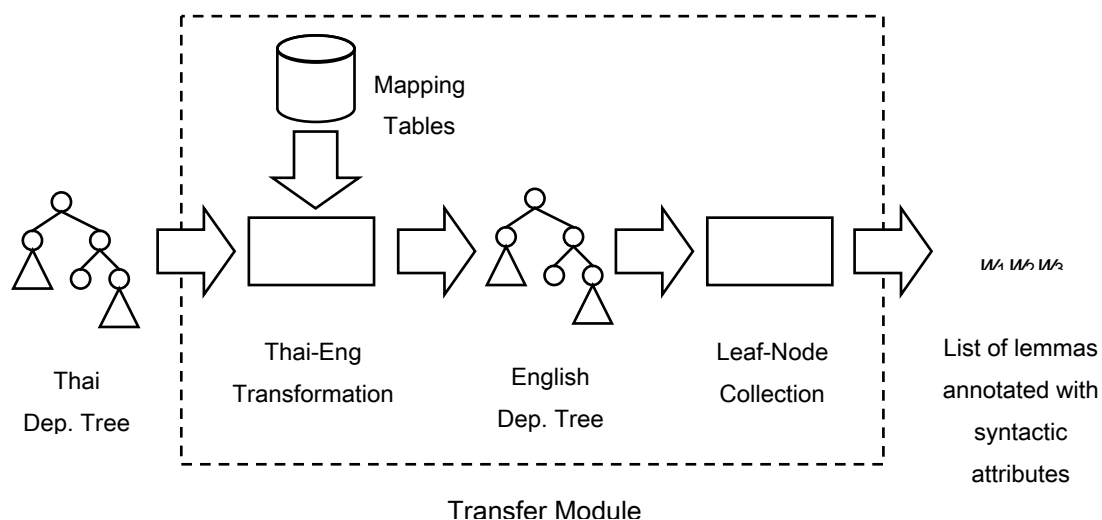 Mapping
Tables
Thai
Dep. Tree
Thai-Eng
Transformation
English
Dep. Tree
Leaf-Node
Collection
List of lemmas
annotated with
syntactic
attributes
Transfer Module